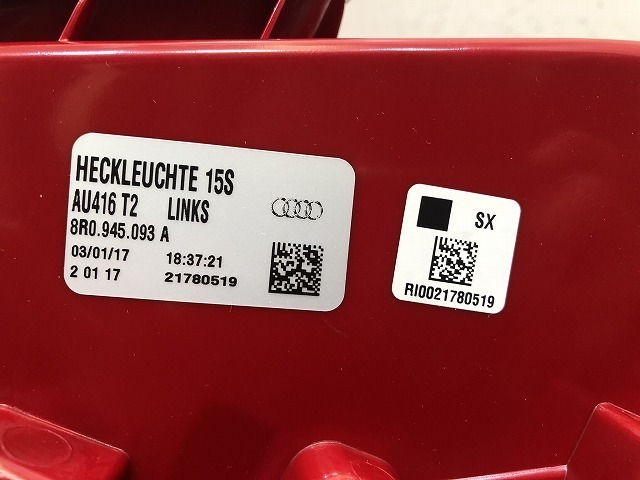 HECKLEUCHTE 15S
AU416 T2 LINKS
8R0.945.093 A
03/01/17 18:37:21
2 01 17 21780519
SX
RI0021780519